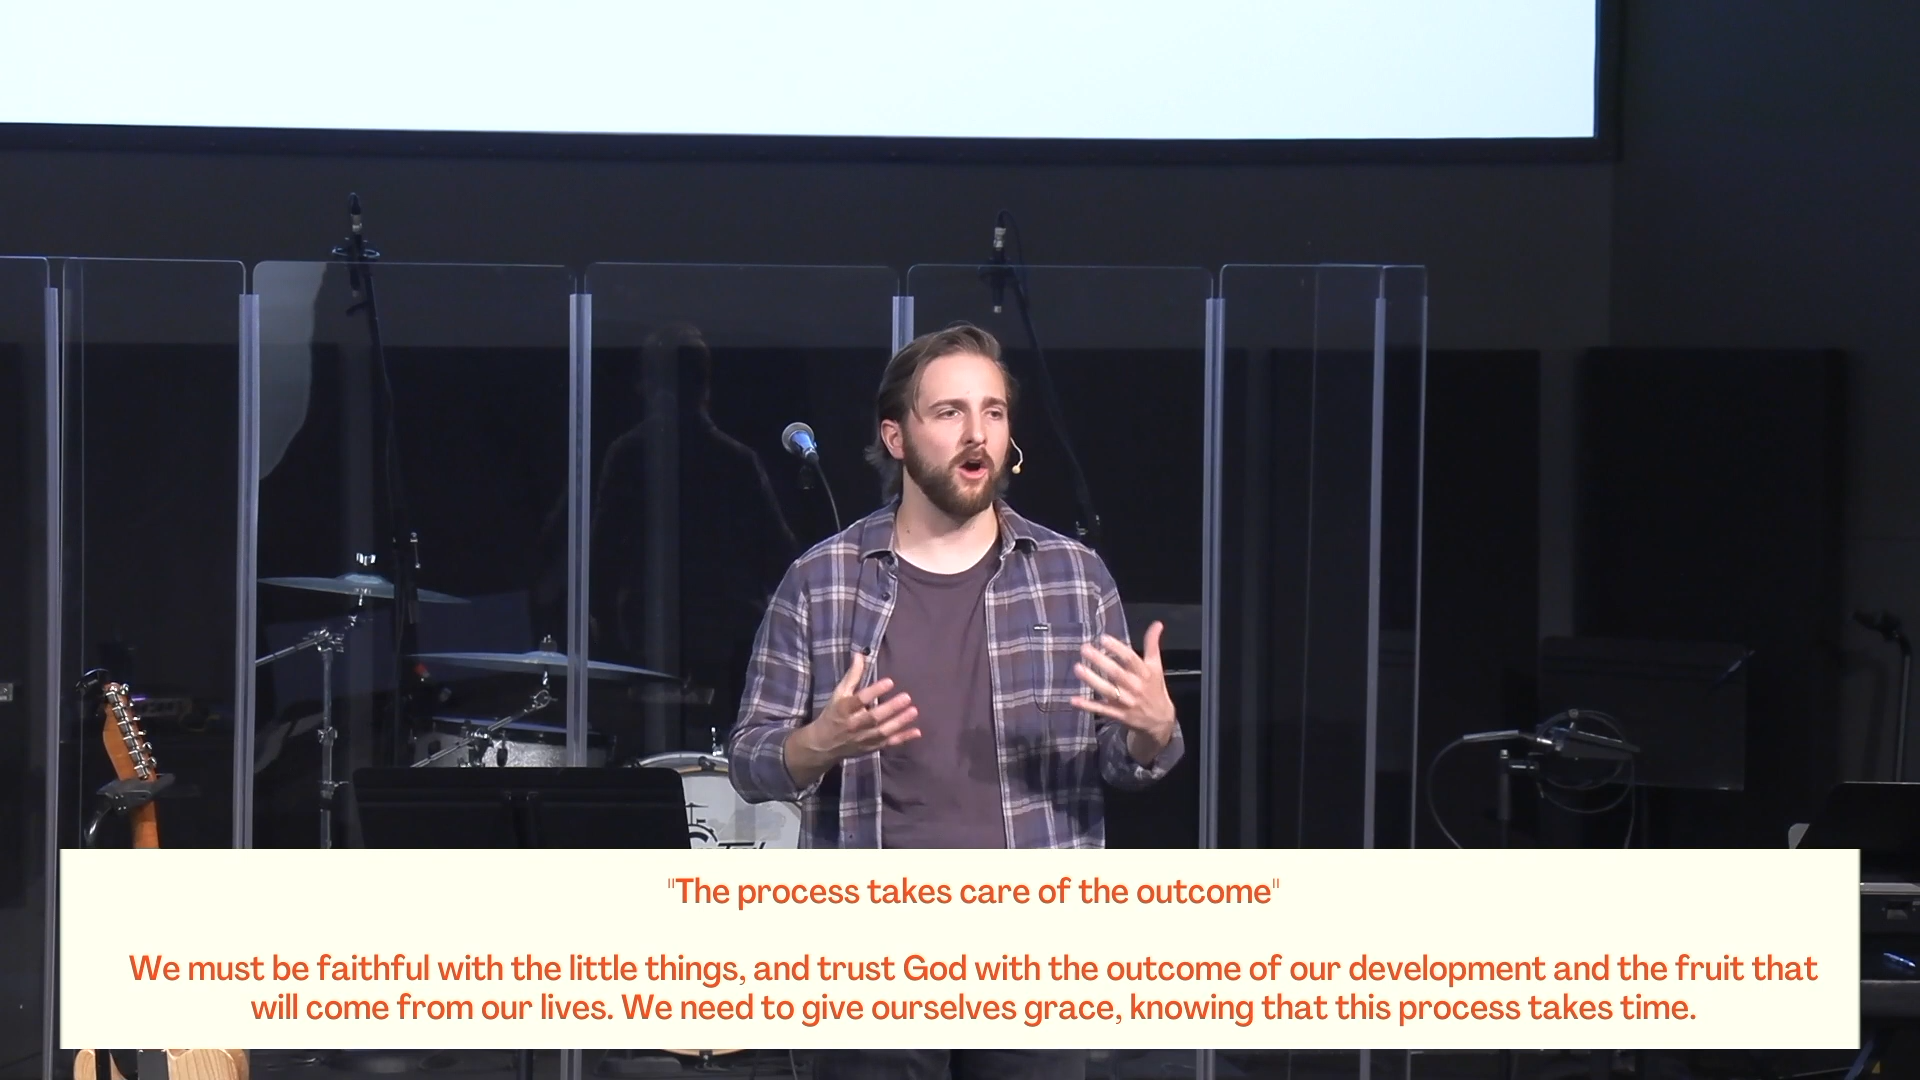 "The process takes care of the outcome"
We must be faithful with the little things, and trust God with the outcome of our development and the fruit that
will come from our lives. We need to give ourselves grace, knowing that this process takes time.